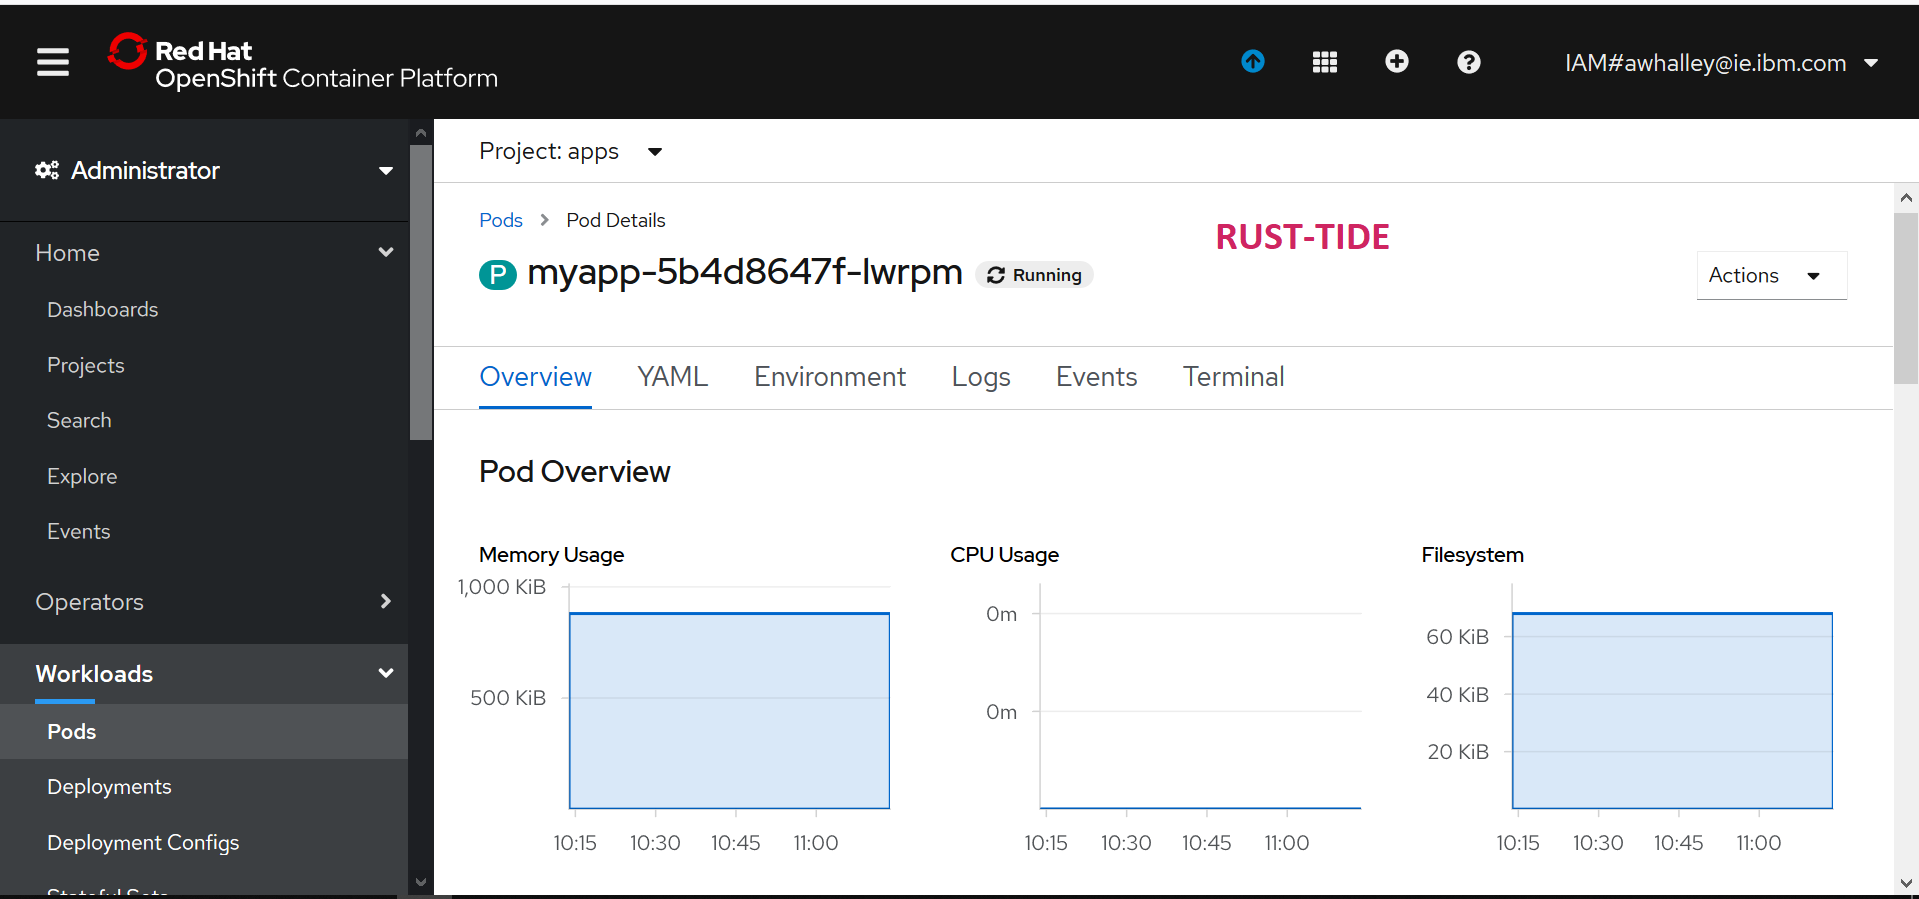 Red Hat
OpenShift Container Platform
IAM#awhalley@ie.ibm.com
Administrator
Home
Dashboards
Projects
Search
Explore
Events
Operators
Workloads
Pods
Deployments
Deployment Configs
Stateful Sets
Project: apps
Pods > Pod Details
RUST-TIDE
P myapp-5b4d8647f-lwrpm Running
Actions
Overview YAML Environment Logs Events Terminal
Pod Overview
Memory Usage
1,000 KiB
500 KiB
10:15 10:30 10:45 11:00
CPU Usage
0m
0m
10:15 10:30 10:45 11:00
Filesystem
60 KiB
40 KiB
20 KiB
10:15 10:30 10:45 11:00